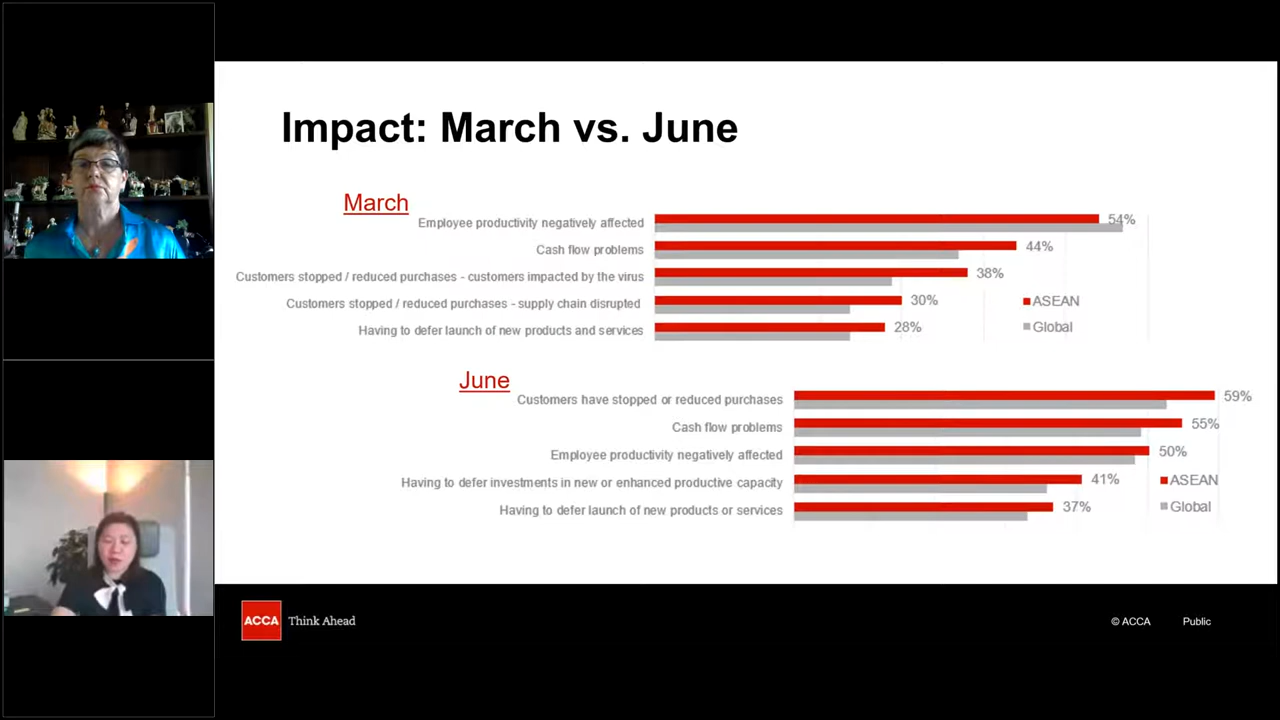 Impact: March vs. June
March
Employee productivity negatively affected 54%
Cash flow problems 44%
Customers stopped / reduced purchases - customers impacted by the virus 38%
Customers stopped / reduced purchases - supply chain disrupted 30% ASEAN
Having to defer launch of new products and services 28% Global
June
Customers have stopped or reduced purchases 59%
Cash flow problems 55%
Employee productivity negatively affected 50%
Having to defer investments in new or enhanced productive capacity 41% ASEAN
Having to defer launch of new products or services 37% Global
ACCA Think Ahead © ACCA Public